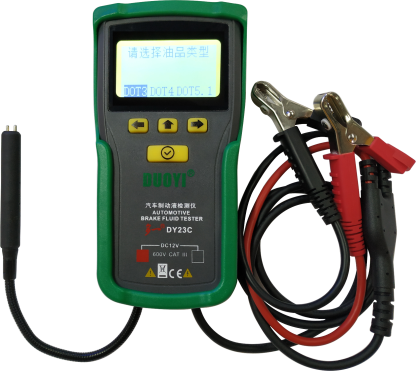 请选择油品类型
DOT3 DOT4 DOT5.1
DUOYI
汽车制动液检测仪
AUTOMOTIVE
BRAKE FLUID TESTER
DY23C
DC12V
600V CAT III
CE